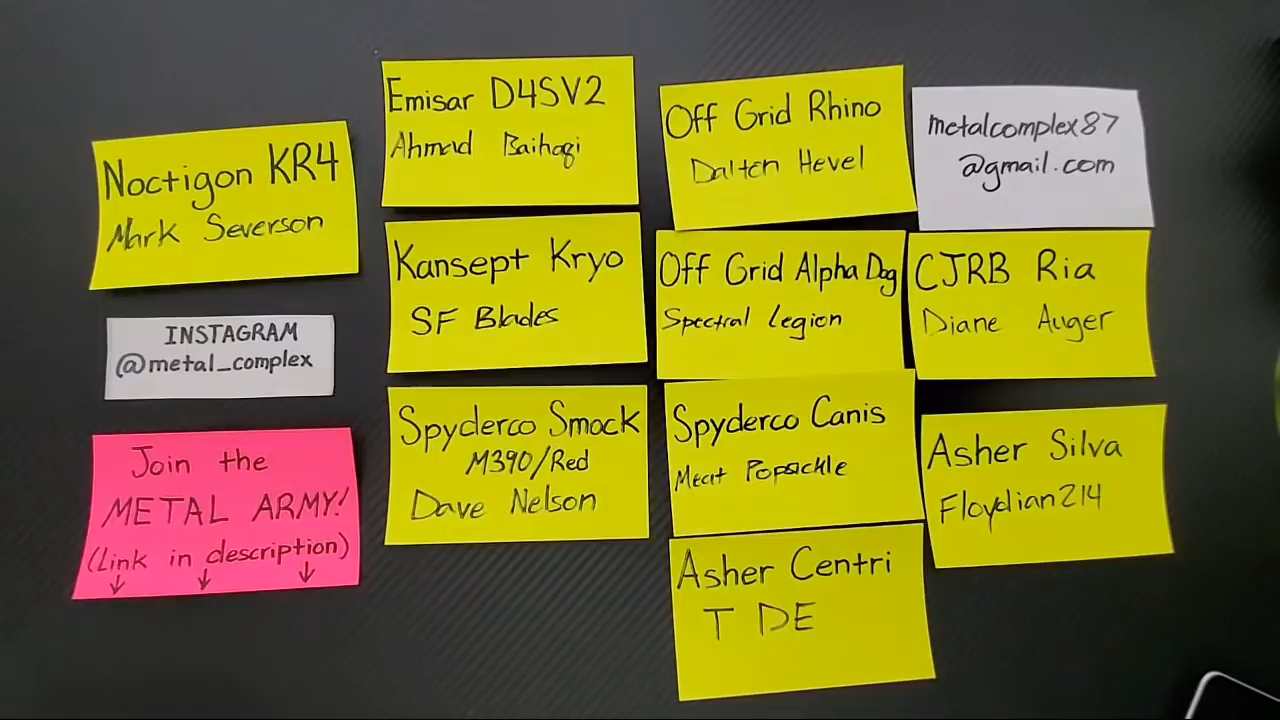 Noctigon KR4
Mark Severson
INSTAGRAM
@metal_complex
Join the
METAL ARMY!
(Link in description)
Emisar D4SV2
Ahmad Baihaqi
Kansept Kryo
SF Blades
Spyderco Smock
M390/Red
Dave Nelson
Off Grid Rhino
Dalten Hevel
Off Grid Alpha Dog
Spectral Legion
Spyderco Canis
Meat Popsickle
Asher Centri
T DE
metalcomplex87
@gmail.com
CJRB Ria
Diane Auger
Asher Silva
Floydian214